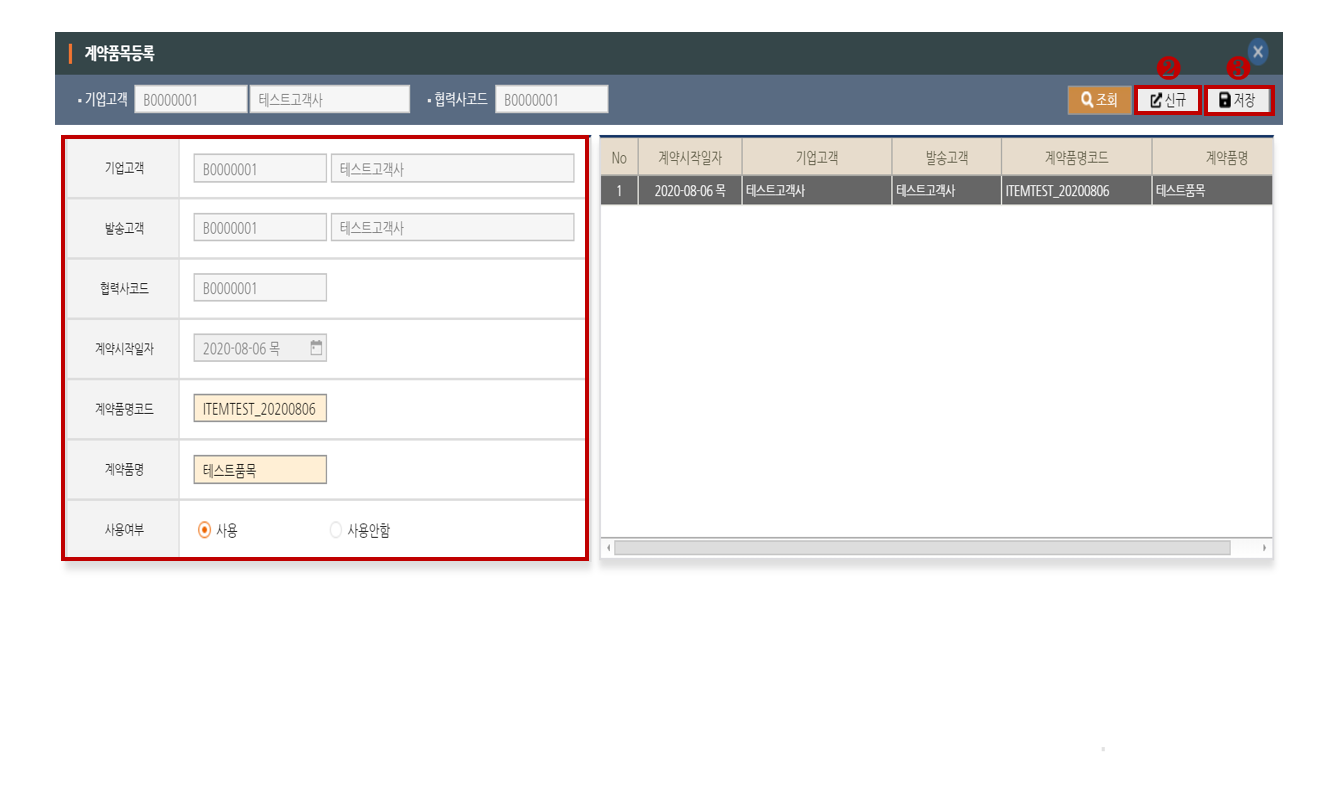 계약품목등록
X
❷ ❸
기업고객 B0000001 테스트고객사 협력사코드 B0000001 조회 신규 저장
기업고객 B0000001 테스트고객사
발송고객 B0000001 테스트고객사
협력사코드 B0000001
계약시작일자 2020-08-06 목
계약품명코드 ITEMTEST_20200806
계약품명 테스트품목
사용여부 사용 사용안함
No 계약시작일자 기업고객 발송고객 계약품명코드 계약품명
1 2020-08-06 목 테스트고객사 테스트고객사 ITEMTEST_20200806 테스트품목